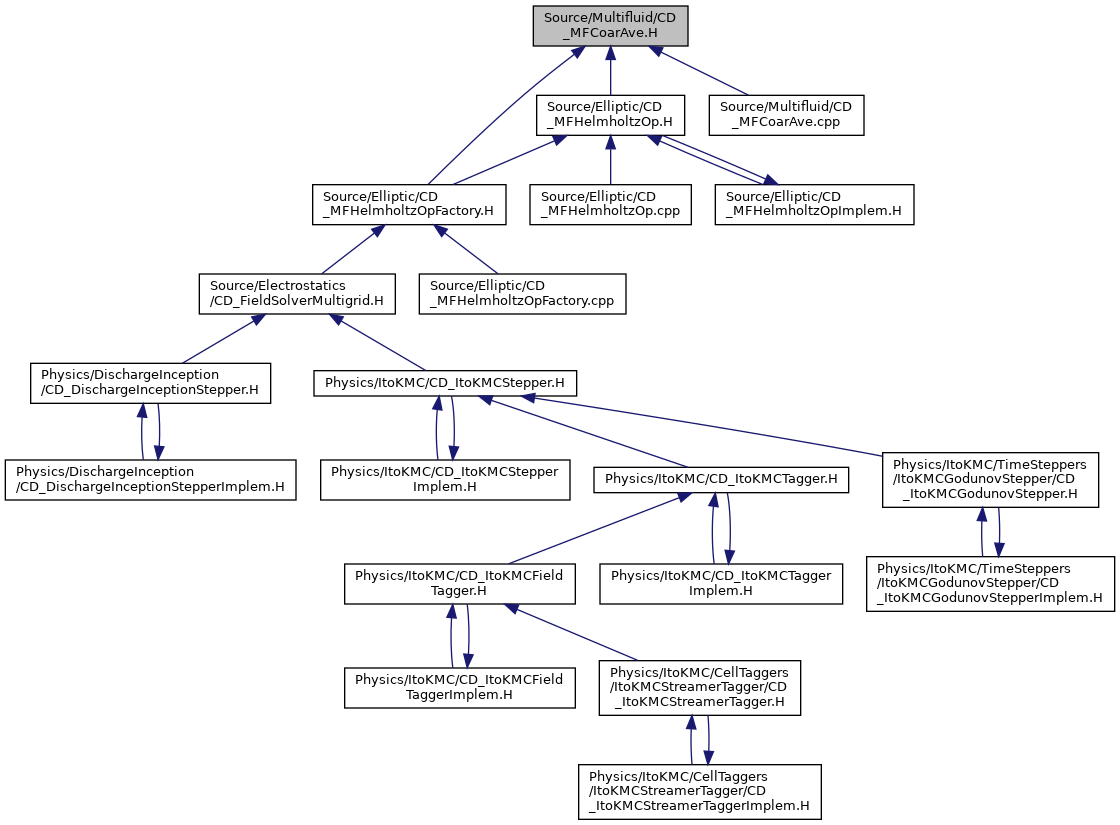 Source/Multifluid/CD
_MFCoarAve.H
Source/Elliptic/CD
_MFHelmholtzOp.H
Source/Multifluid/CD
_MFCoarAve.cpp
Source/Elliptic/CD
_MFHelmholtzOpFactory.H
Source/Elliptic/CD
_MFHelmholtzOp.cpp
Source/Elliptic/CD
_MFHelmholtzOpImplem.H
Source/Electrostatics
/CD_FieldSolverMultigrid.H
Source/Elliptic/CD
_MFHelmholtzOpFactory.cpp
Physics/DischargeInception
/CD_DischargeInceptionStepper.H
Physics/ItoKMC/CD_ItoKMCStepper.H
Physics/DischargeInception
/CD_DischargeInceptionStepperImplem.H
Physics/ItoKMC/CD_ItoKMCStepper
Implem.H
Physics/ItoKMC/CD_ItoKMCTagger.H
Physics/ItoKMC/TimeSteppers
/ItoKMCGodunovStepper/CD
_ItoKMCGodunovStepper.H
Physics/ItoKMC/CD_ItoKMCField
Tagger.H
Physics/ItoKMC/CD_ItoKMCTagger
Implem.H
Physics/ItoKMC/TimeSteppers
/ItoKMCGodunovStepper/CD
_ItoKMCGodunovStepperImplem.H
Physics/ItoKMC/CD_ItoKMCField
TaggerImplem.H
Physics/ItoKMC/CellTaggers
/ItoKMCStreamerTagger/CD
_ItoKMCStreamerTagger.H
Physics/ItoKMC/CellTaggers
/ItoKMCStreamerTagger/CD
_ItoKMCStreamerTaggerImplem.H